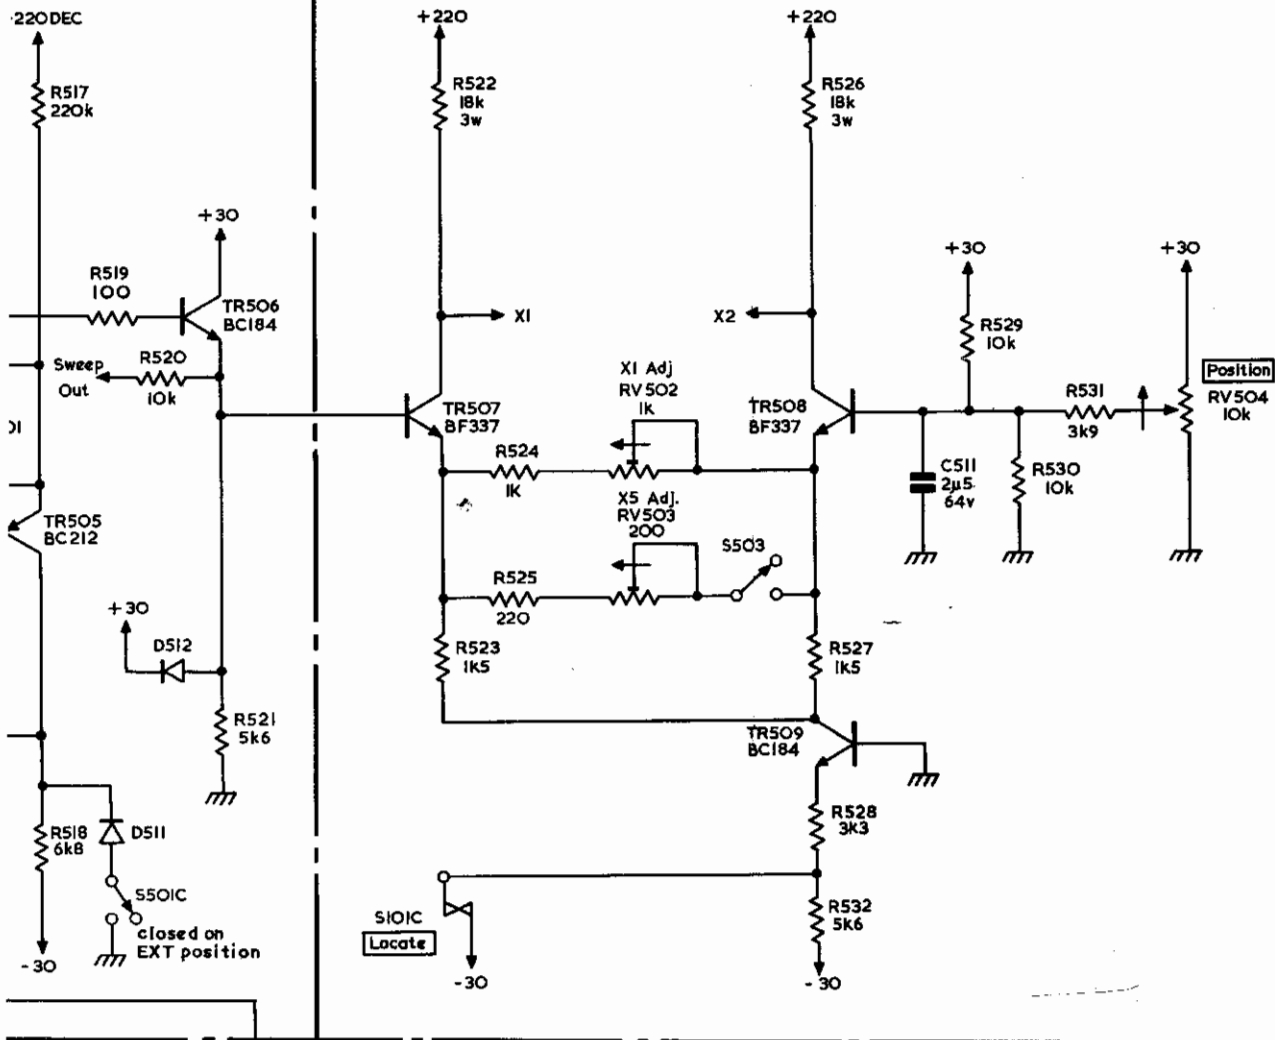 220DEC
R517
220k
+220
R522
18k
3w
+220
R526
18k
3w
+30
R519
100
TR506
BC184
X1
X2
+30
R529
10k
+30
Position
RV504
10k
Sweep
Out
R520
10k
X1 Adj
RV502
1K
TR507
BF337
TR508
BF337
R531
3k9
R524
1K
C511
2µ5
64v
R530
10k
X5 Adj.
RV503
200
S503
TR505
BC212
R525
220
+30
D512
R523
1k5
R527
1k5
R521
5k6
TR509
BC184
R518
6k8
D511
R528
3K3
S501C
closed on
EXT position
S101C
Locate
R532
5k6
-30
-30
-30